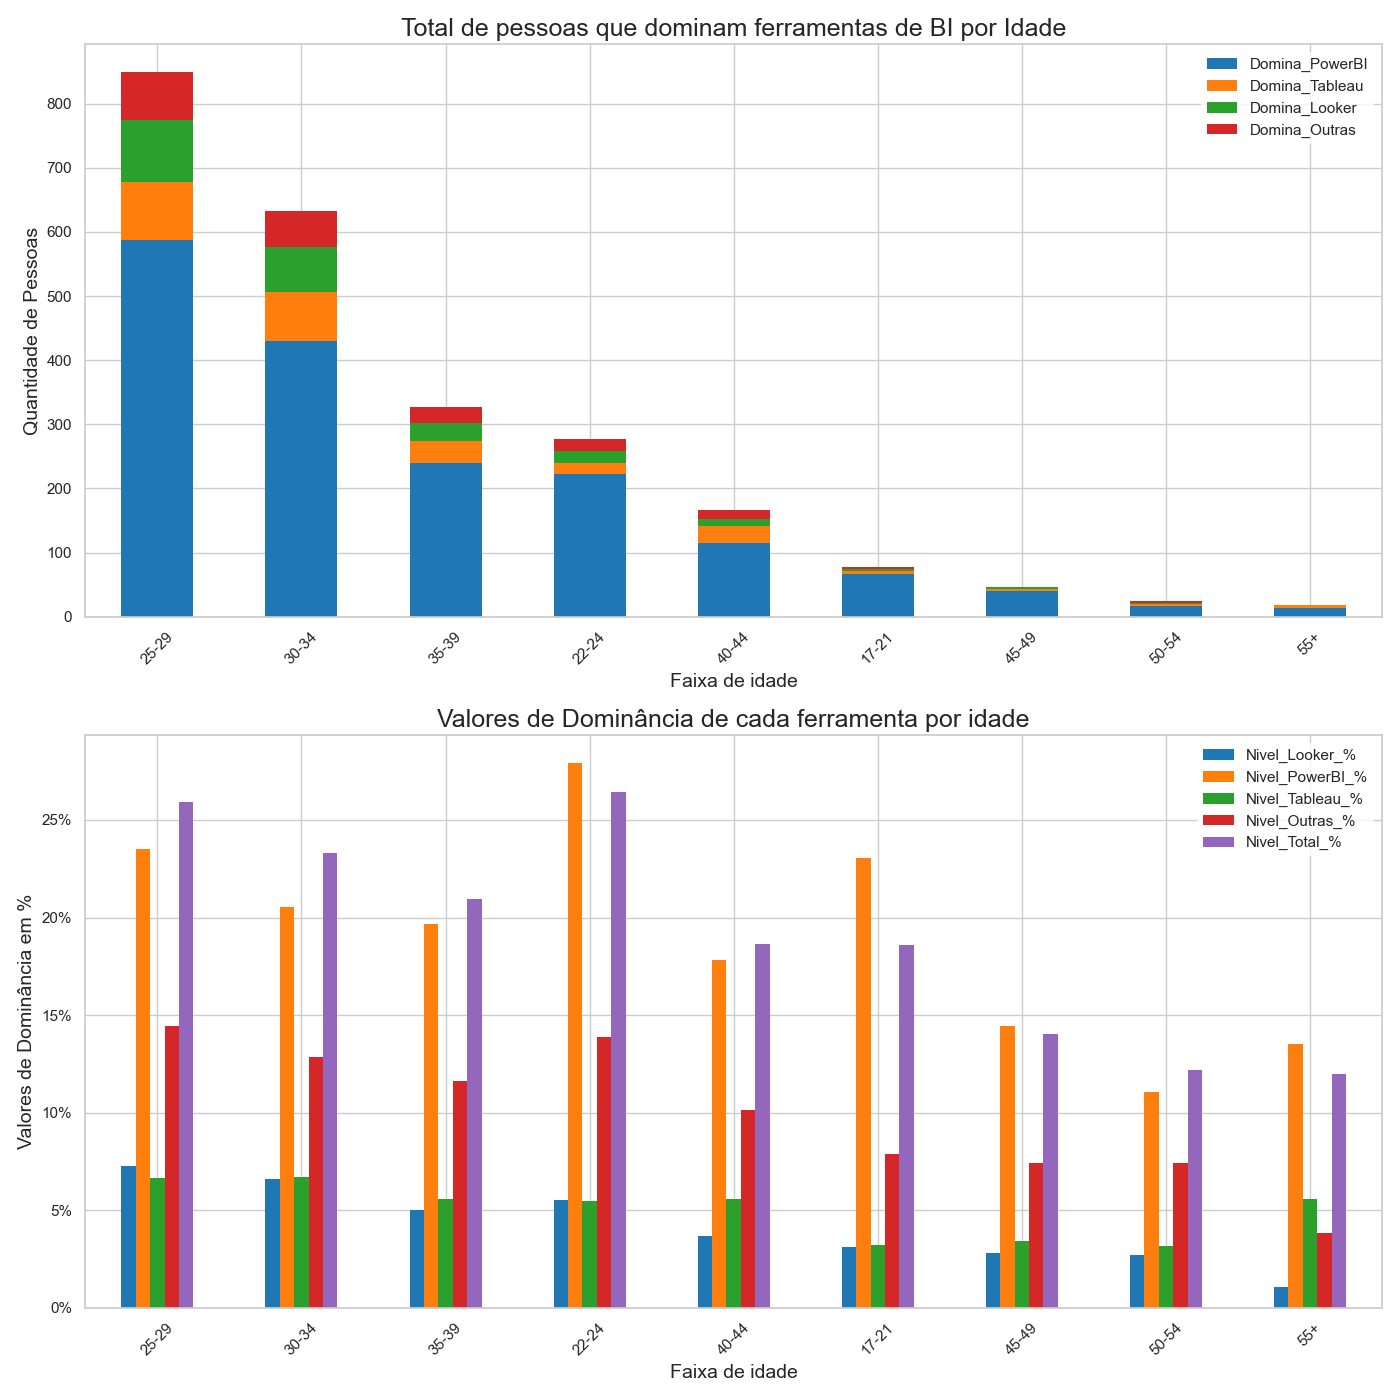 Total de pessoas que dominam ferramentas de BI por Idade
Domina_PowerBI
Domina_Tableau
Domina_Looker
Domina_Outras
Quantidade de Pessoas
800
700
600
500
400
300
200
100
0
25-29
30-34
35-39
22-24
40-44
17-21
45-49
50-54
55+
Faixa de idade
Valores de Dominância de cada ferramenta por idade
Nivel_Looker_%
Nivel_PowerBI_%
Nivel_Tableau_%
Nivel_Outras_%
Nivel_Total_%
Valores de Dominância em %
25%
20%
15%
10%
5%
0%
25-29
30-34
35-39
22-24
40-44
17-21
45-49
50-54
55+
Faixa de idade